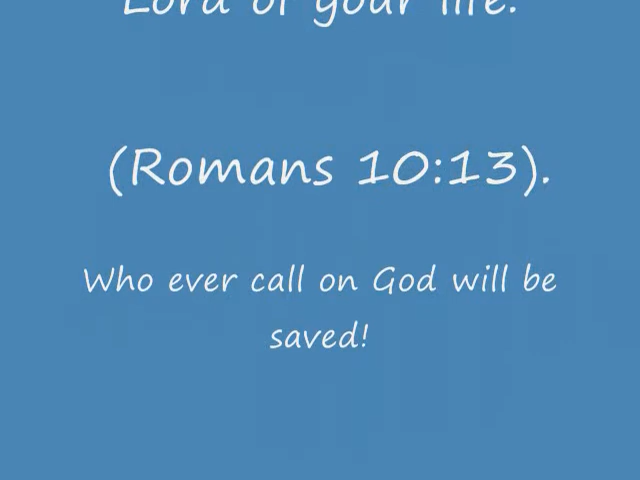 Lord of your life.
(Romans 10:13).
Who ever call on God will be
saved!